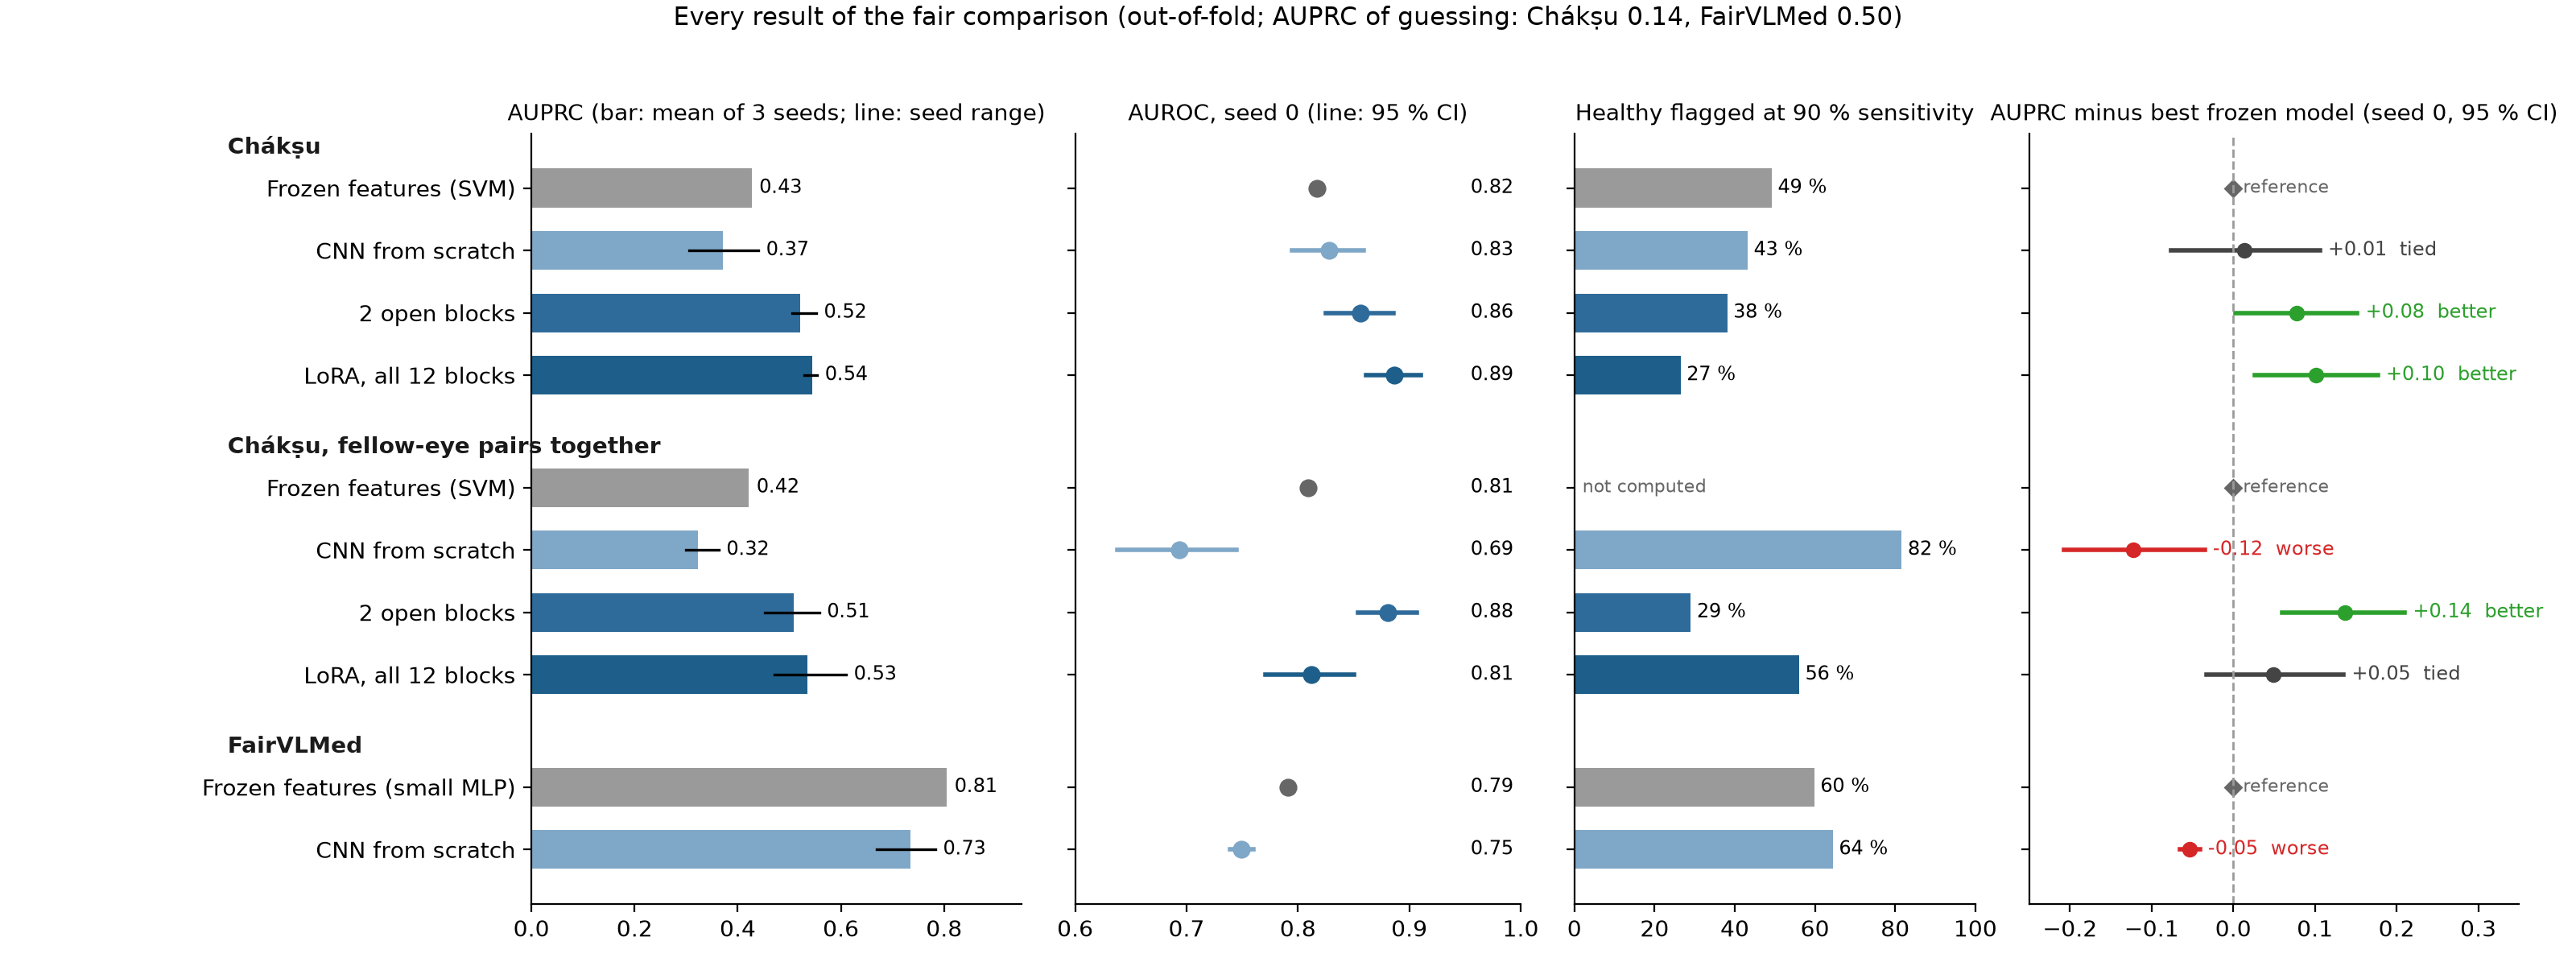 Every result of the fair comparison (out-of-fold; AUPRC of guessing: Chákṣu 0.14, FairVLMed 0.50)
AUPRC (bar: mean of 3 seeds; line: seed range)
AUROC, seed 0 (line: 95 % CI)
Healthy flagged at 90 % sensitivity
AUPRC minus best frozen model (seed 0, 95 % CI)
Chákṣu
Frozen features (SVM) 0.43 0.82 49 % reference
CNN from scratch 0.37 0.83 43 % +0.01 tied
2 open blocks 0.52 0.86 38 % +0.08 better
LoRA, all 12 blocks 0.54 0.89 27 % +0.10 better
Chákṣu, fellow-eye pairs together
Frozen features (SVM) 0.42 0.81 not computed reference
CNN from scratch 0.32 0.69 82 % -0.12 worse
2 open blocks 0.51 0.88 29 % +0.14 better
LoRA, all 12 blocks 0.53 0.81 56 % +0.05 tied
FairVLMed
Frozen features (small MLP) 0.81 0.79 60 % reference
CNN from scratch 0.73 0.75 64 % -0.05 worse
0.0 0.2 0.4 0.6 0.8
0.6 0.7 0.8 0.9 1.0
0 20 40 60 80 100
−0.2 −0.1 0.0 0.1 0.2 0.3